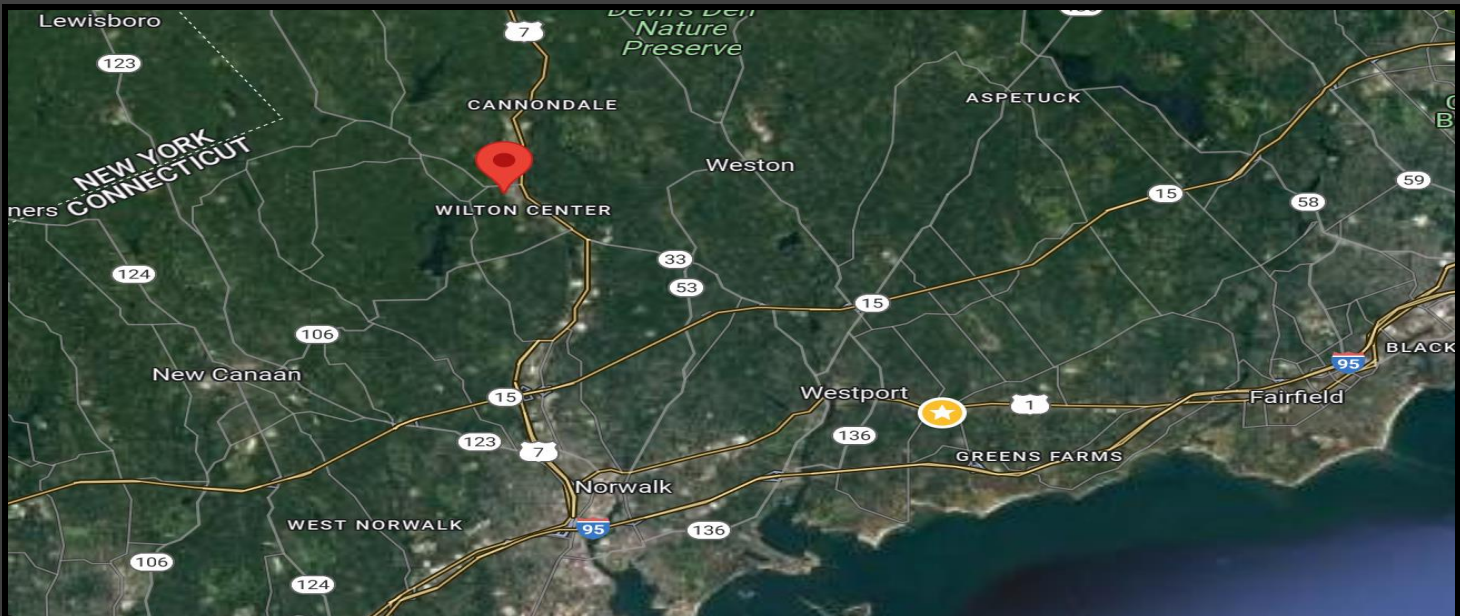 Lewisboro
7
Devil's Den
Nature
Preserve
123
CANNONDALE
ASPETUCK
NEW YORK
CONNECTICUT
Weston
15
59
58
ners
WILTON CENTER
33
124
53
15
106
New Canaan
BLACK
95
Westport
15
1
Fairfield
136
123
7
GREENS FARMS
Norwalk
WEST NORWALK
95
136
106
124